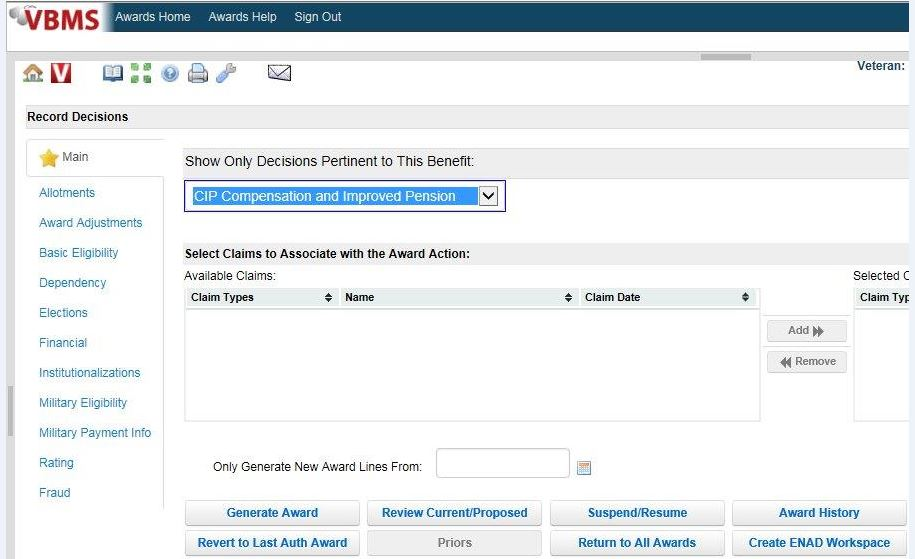 VBMS Awards Home Awards Help Sign Out
Veteran:
Record Decisions
Main
Allotments
Award Adjustments
Basic Eligibility
Dependency
Elections
Financial
Institutionalizations
Military Eligibility
Military Payment Info
Rating
Fraud
Show Only Decisions Pertinent to This Benefit:
CIP Compensation and Improved Pension
Select Claims to Associate with the Award Action:
Available Claims:
Claim Types Name Claim Date
Add
Remove
Selected C
Claim Typ
Only Generate New Award Lines From:
Generate Award Review Current/Proposed Suspend/Resume Award History
Revert to Last Auth Award Priors Return to All Awards Create ENAD Workspace